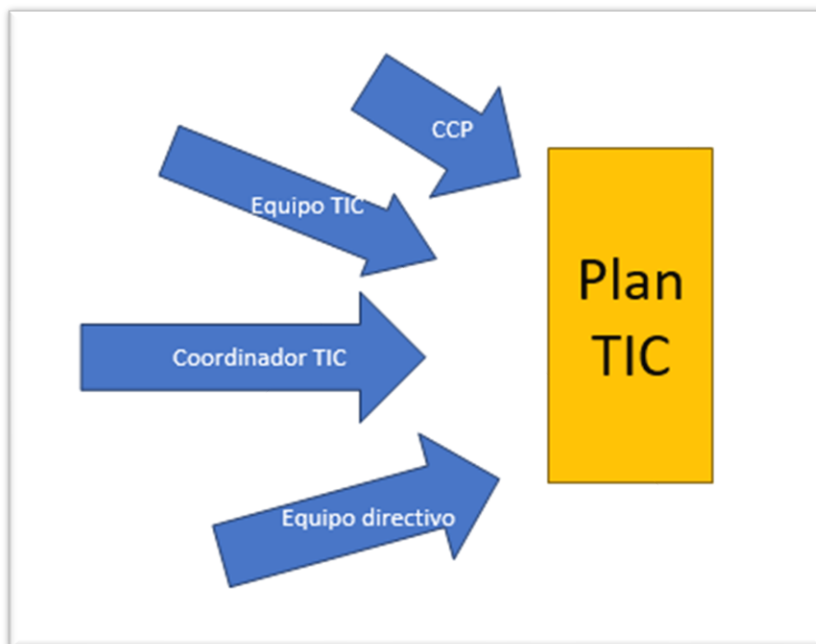 CCP
Equipo TIC
Coordinador TIC
Equipo directivo
Plan
TIC